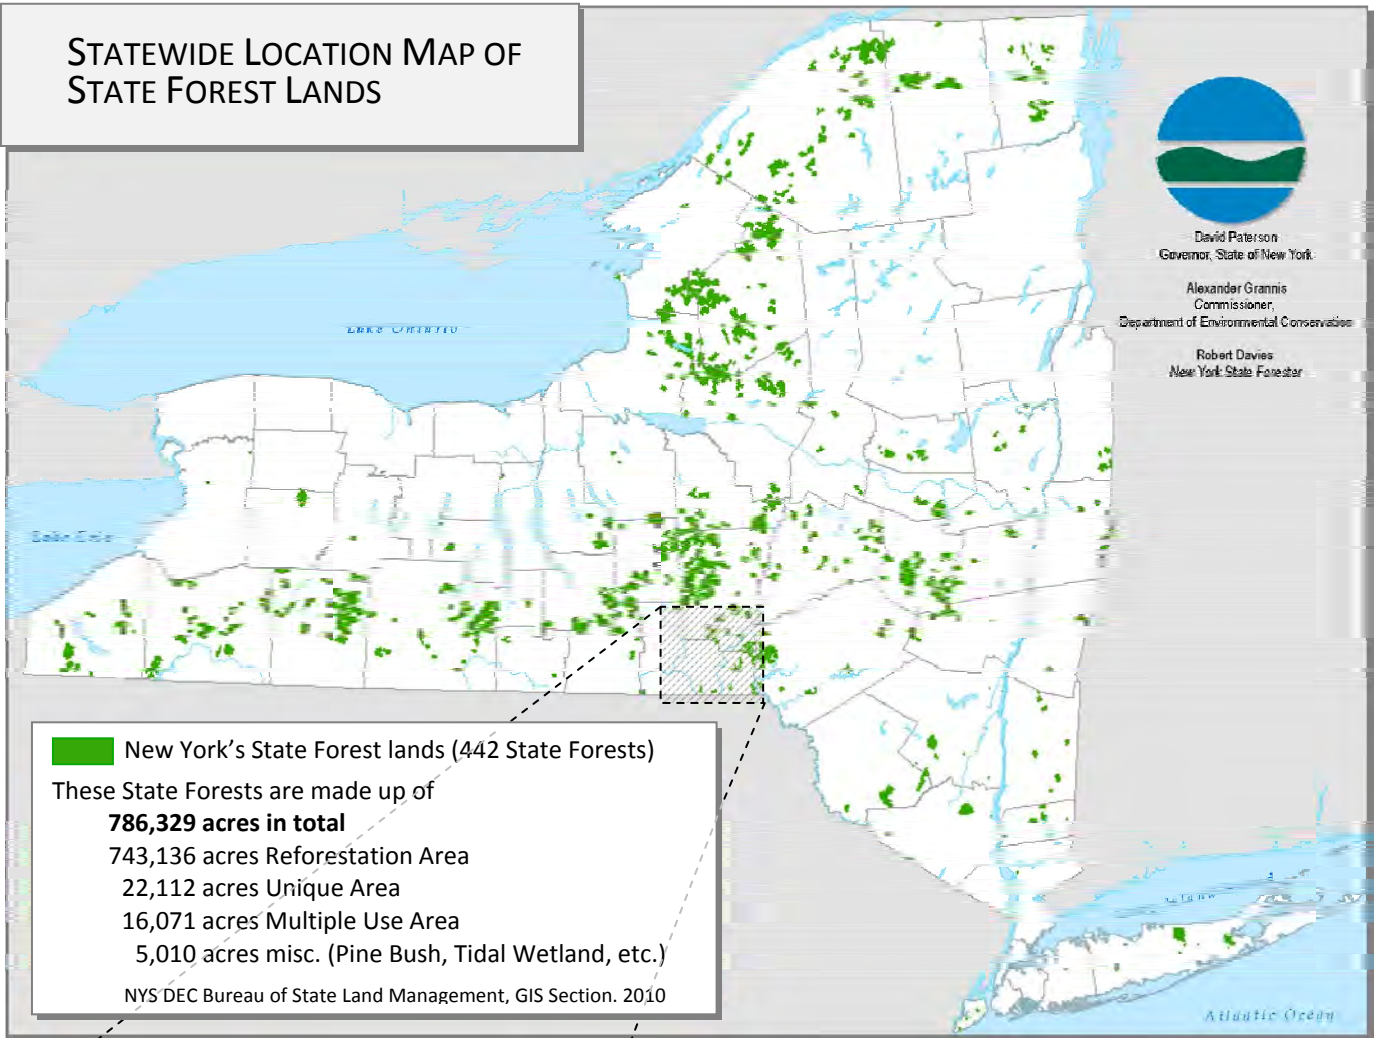 STATEWIDE LOCATION MAP OF
STATE FOREST LANDS
David Paterson
Governor, State of New York
Alexander Grannis
Commissioner,
Department of Environmental Conservation
Robert Davies
New York State Forester
Lake Ontario
Lake Erie
New York's State Forest lands (442 State Forests)
These State Forests are made up of
786,329 acres in total
743,136 acres Reforestation Area
22,112 acres Unique Area
16,071 acres Multiple Use Area
5,010 acres misc. (Pine Bush, Tidal Wetland, etc.)
NYS DEC Bureau of State Land Management, GIS Section. 2010
Atlantic Ocean